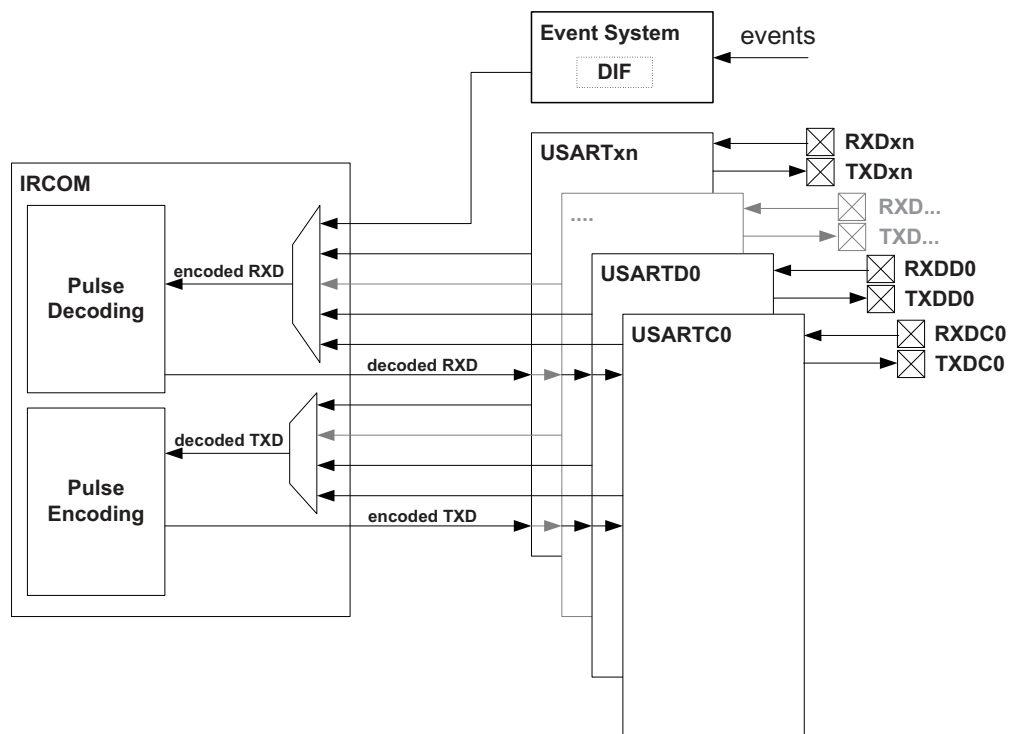 Event System
DIF
events
USARTxn
RXDxn
TXDxn
IRCOM
....
RXD...
TXD...
Pulse
Decoding
encoded RXD
USARTD0
RXDD0
TXDD0
USARTC0
RXDC0
TXDC0
decoded RXD
decoded TXD
Pulse
Encoding
encoded TXD